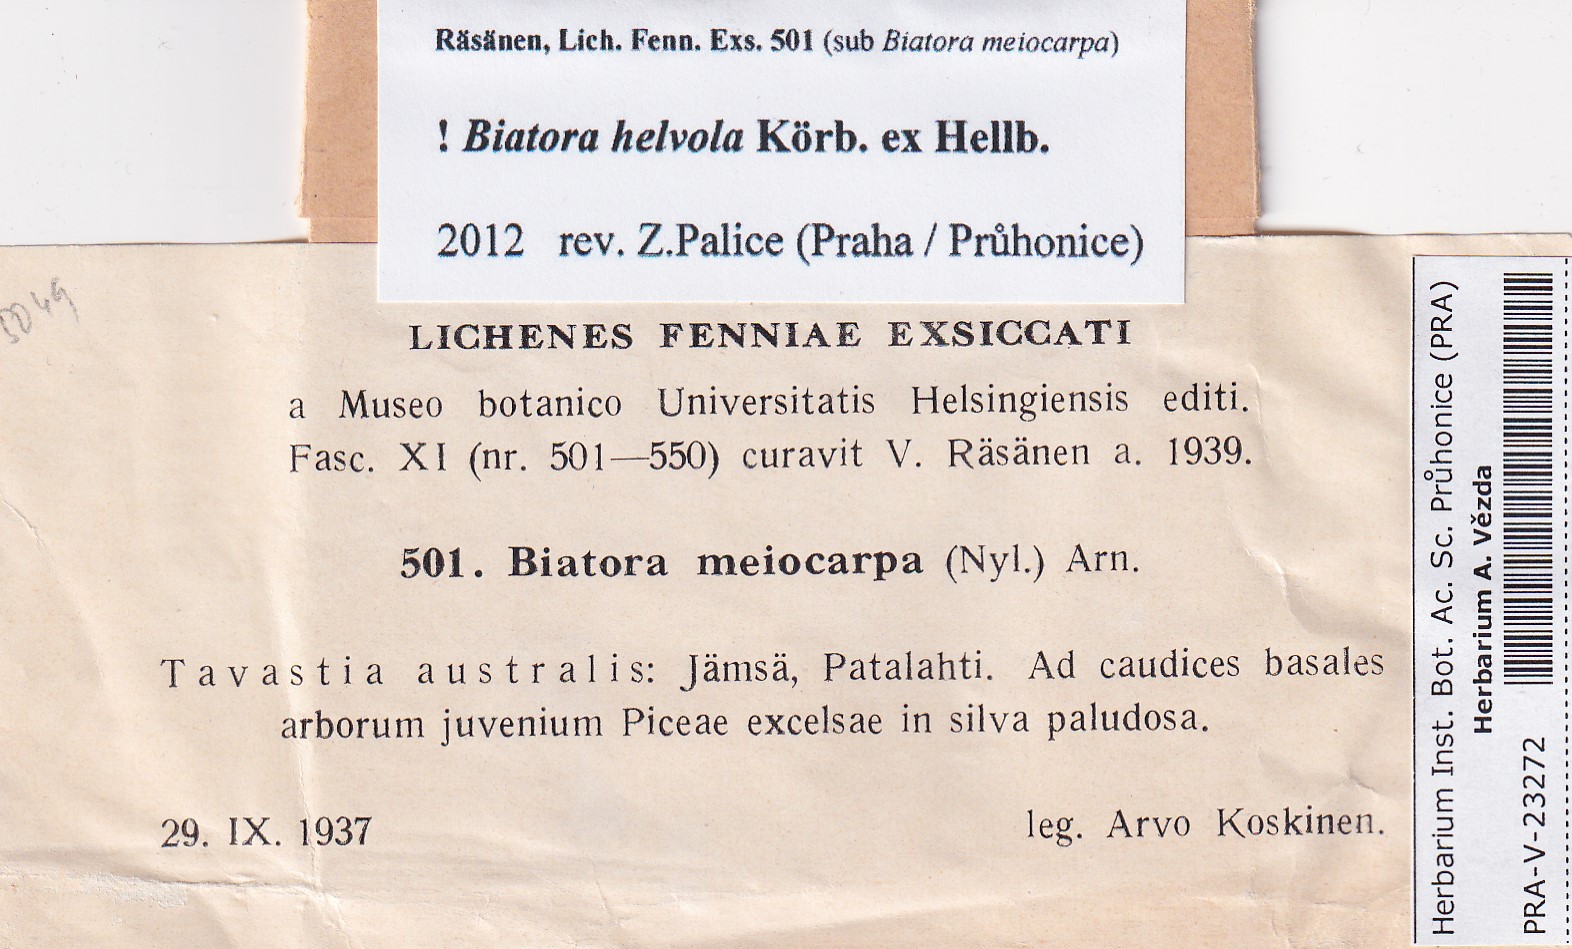 Räsänen, Lich. Fenn. Exs. 501 (sub Biatora meiocarpa)
! Biatora helvola Körb. ex Hellb.
2012 rev. Z.Palice (Praha / Průhonice)
LICHENES FENNIAE EXSICCATI
a Museo botanico Universitatis Helsingiensis editi.
Fasc. XI (nr. 501—550) curavit V. Räsänen a. 1939.
501. Biatora meiocarpa (Nyl.) Arn.
Tavastia australis: Jämsä, Patalahti. Ad caudices basales
arborum juvenium Piceae excelsae in silva paludosa.
29. IX. 1937 leg. Arvo Koskinen.
Herbarium Inst. Bot. Ac. Sc. Průhonice (PRA)
Herbarium A. Vězda
PRA-V-23272